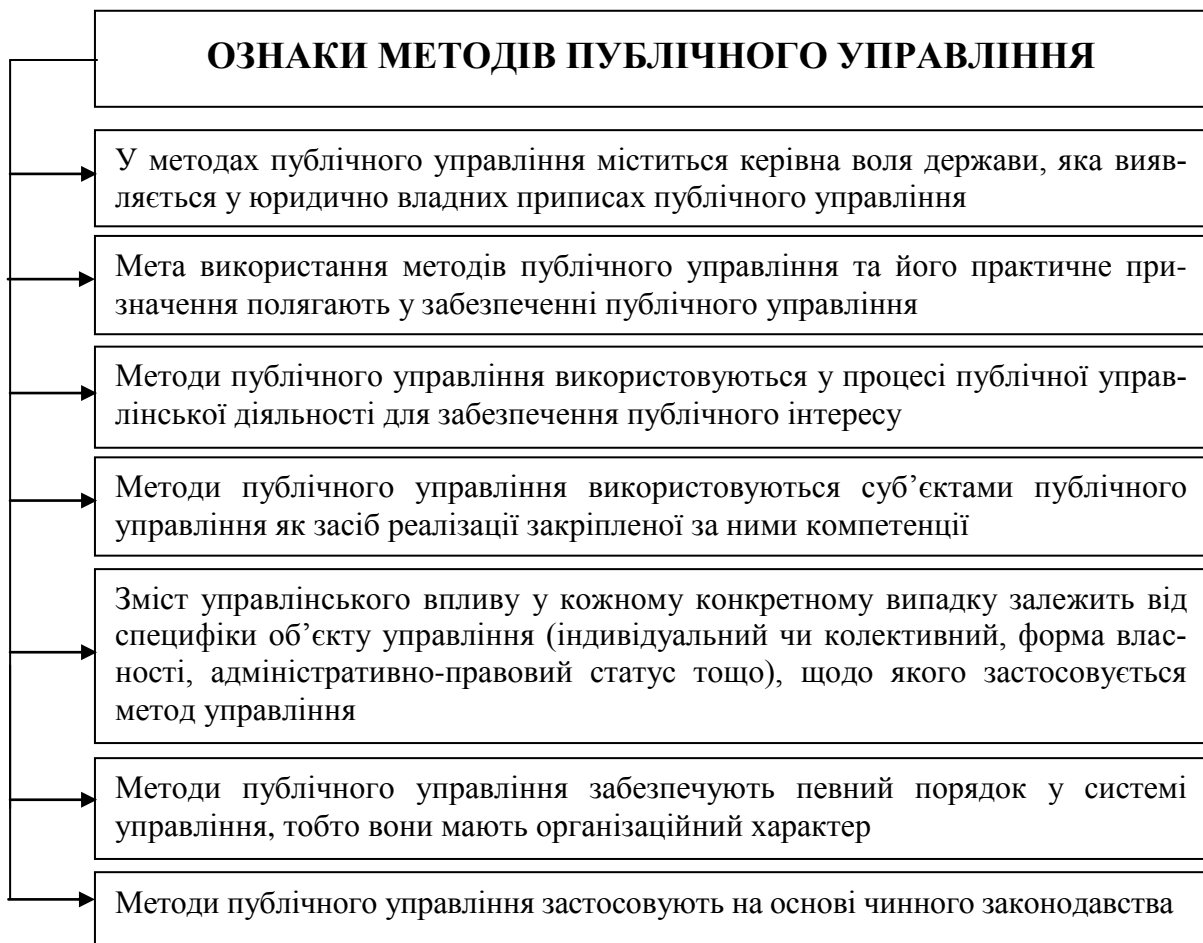 ОЗНАКИ МЕТОДІВ ПУБЛІЧНОГО УПРАВЛІННЯ
У методах публічного управління міститься керівна воля держави, яка вияв-
ляється у юридично владних приписах публічного управління
Мета використання методів публічного управління та його практичне при-
значення полягають у забезпеченні публічного управління
Методи публічного управління використовуються у процесі публічної управ-
лінської діяльності для забезпечення публічного інтересу
Методи публічного управління використовуються суб’єктами публічного
управління як засіб реалізації закріпленої за ними компетенції
Зміст управлінського впливу у кожному конкретному випадку залежить від
специфіки об’єкту управління (індивідуальний чи колективний, форма влас-
ності, адміністративно-правовий статус тощо), щодо якого застосовується
метод управління
Методи публічного управління забезпечують певний порядок у системі
управління, тобто вони мають організаційний характер
Методи публічного управління застосовують на основі чинного законодавства